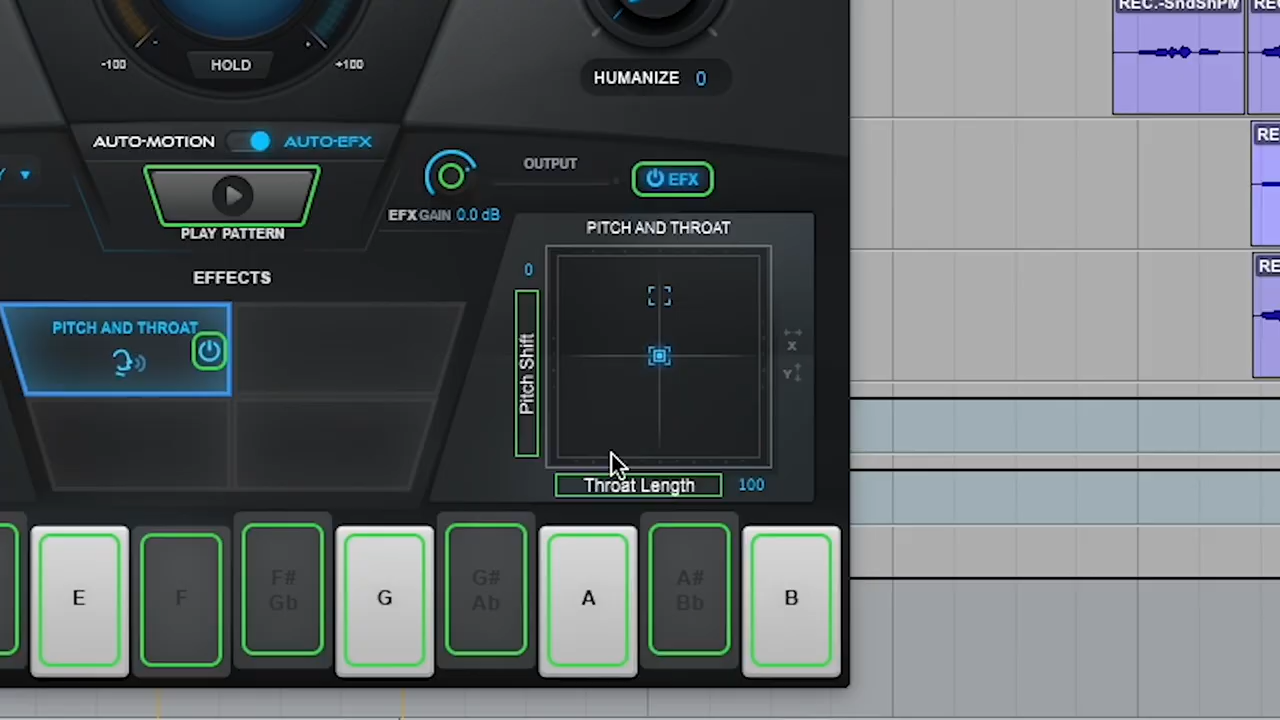 REC.-SndShPM
-100
HOLD
+100
HUMANIZE 0
AUTO-MOTION
AUTO-EFX
RE
OUTPUT
EFX
PLAY PATTERN
EFX GAIN 0.0 dB
PITCH AND THROAT
EFFECTS
0
RE
PITCH AND THROAT
Pitch Shift
X
Y
Throat Length
100
E
F
F#
Gb
G
G#
Ab
A
A#
Bb
B